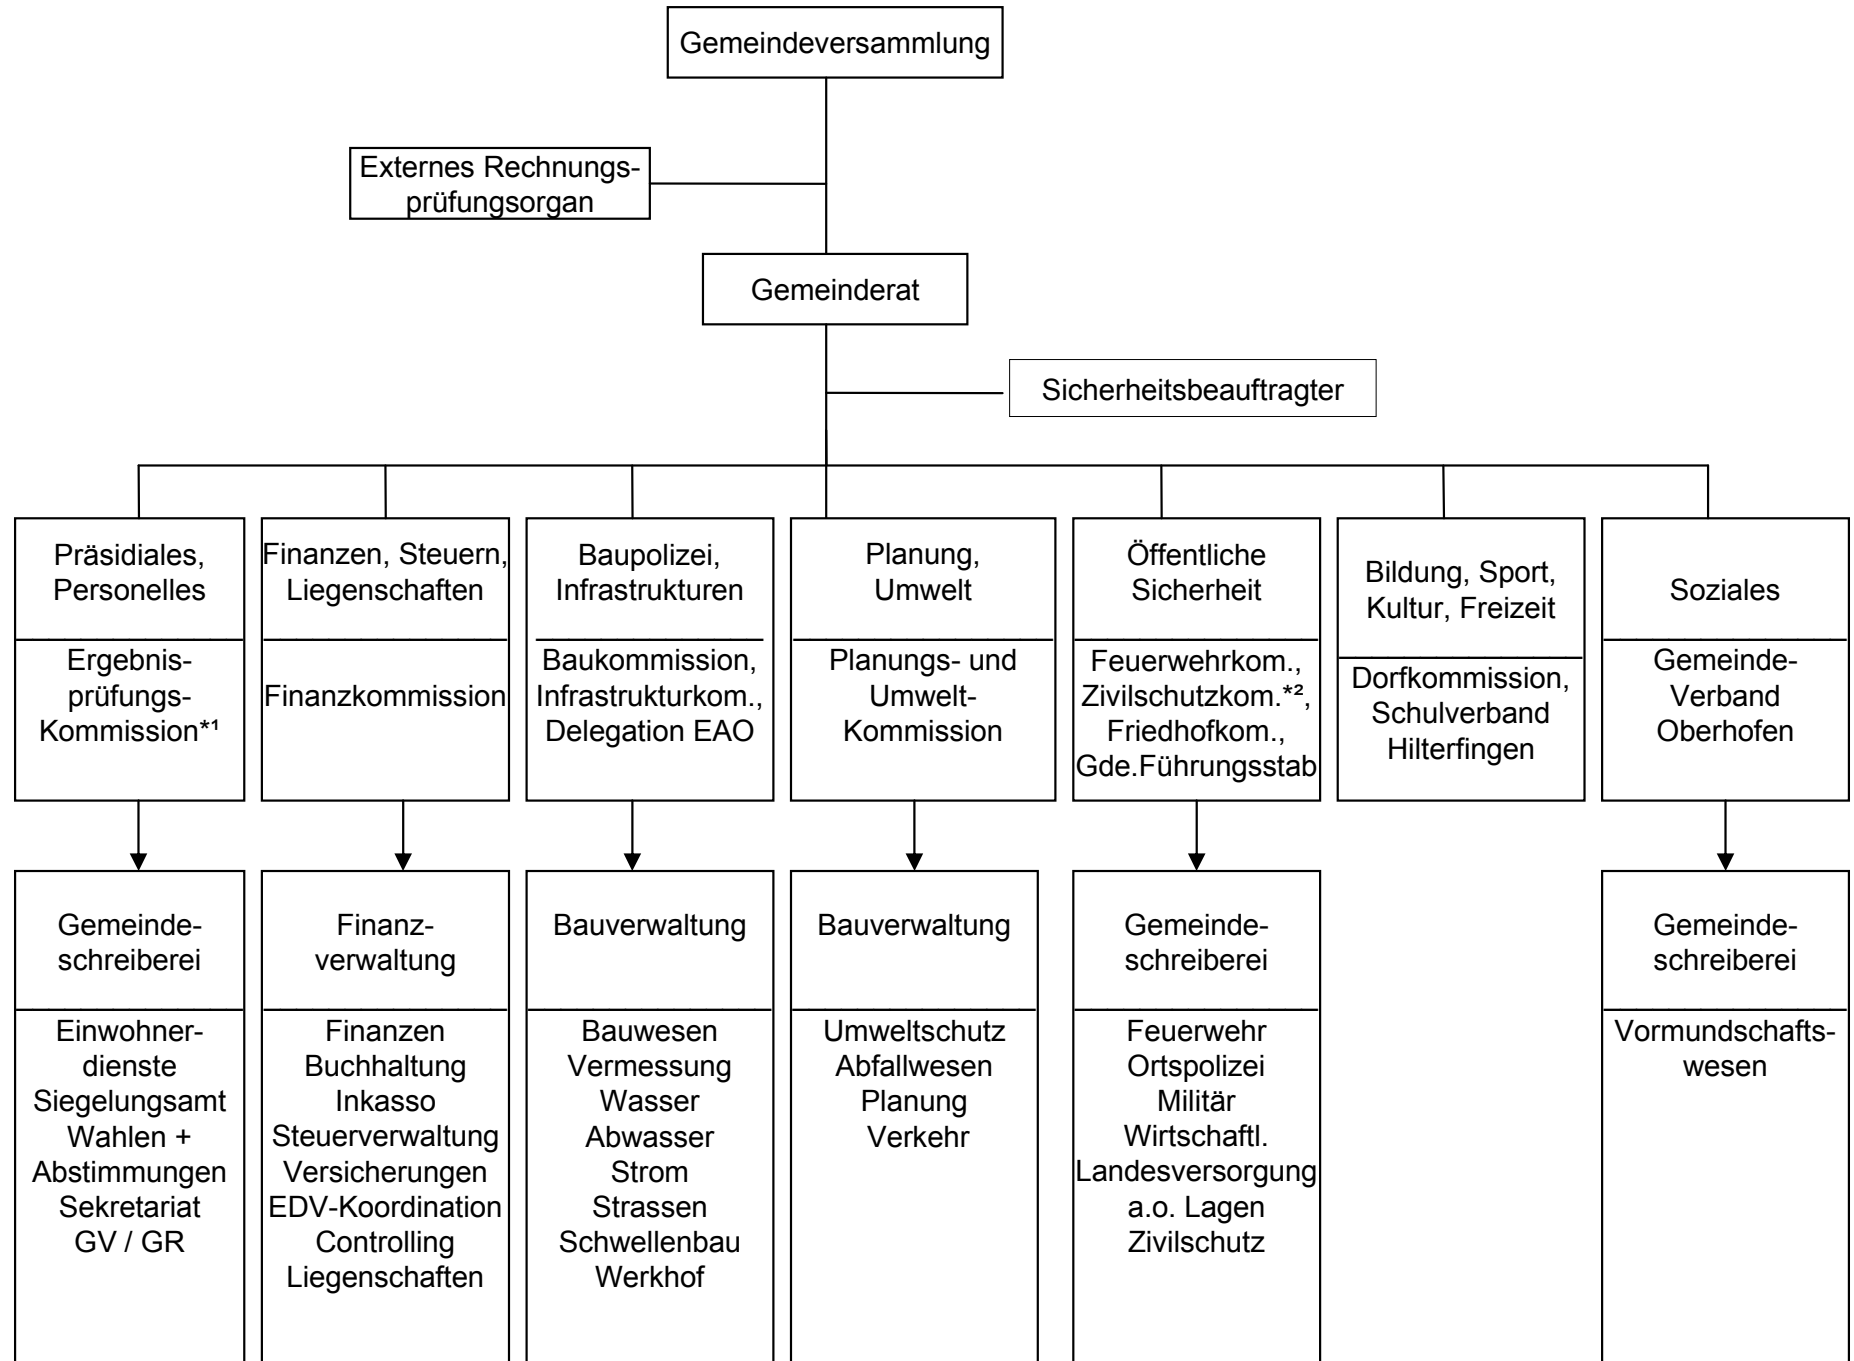 Gemeindeversammlung
Externes Rechnungs-
prüfungsorgan
Gemeinderat
Sicherheitsbeauftragter
Präsidiales,
Personelles
Ergebnis-
prüfungs-
Kommission*¹
Finanzen, Steuern,
Liegenschaften
Finanzkommission
Baupolizei,
Infrastrukturen
Baukommission,
Infrastrukturkom.,
Delegation EAO
Planung,
Umwelt
Planungs- und
Umwelt-
Kommission
Öffentliche
Sicherheit
Feuerwehrkom.,
Zivilschutzkom.*²,
Friedhofkom.,
Gde.Führungsstab
Bildung, Sport,
Kultur, Freizeit
Dorfkommission,
Schulverband
Hilterfingen
Soziales
Gemeinde-
Verband
Oberhofen
Gemeinde-
schreiberei
Einwohner-
dienste
Siegelungsamt
Wahlen +
Abstimmungen
Sekretariat
GV / GR
Finanz-
verwaltung
Finanzen
Buchhaltung
Inkasso
Steuerverwaltung
Versicherungen
EDV-Koordination
Controlling
Liegenschaften
Bauverwaltung
Bauwesen
Vermessung
Wasser
Abwasser
Strom
Strassen
Schwellenbau
Werkhof
Bauverwaltung
Umweltschutz
Abfallwesen
Planung
Verkehr
Gemeinde-
schreiberei
Feuerwehr
Ortspolizei
Militär
Wirtschaftl.
Landesversorgung
a.o. Lagen
Zivilschutz
Gemeinde-
schreiberei
Vormundschafts-
wesen